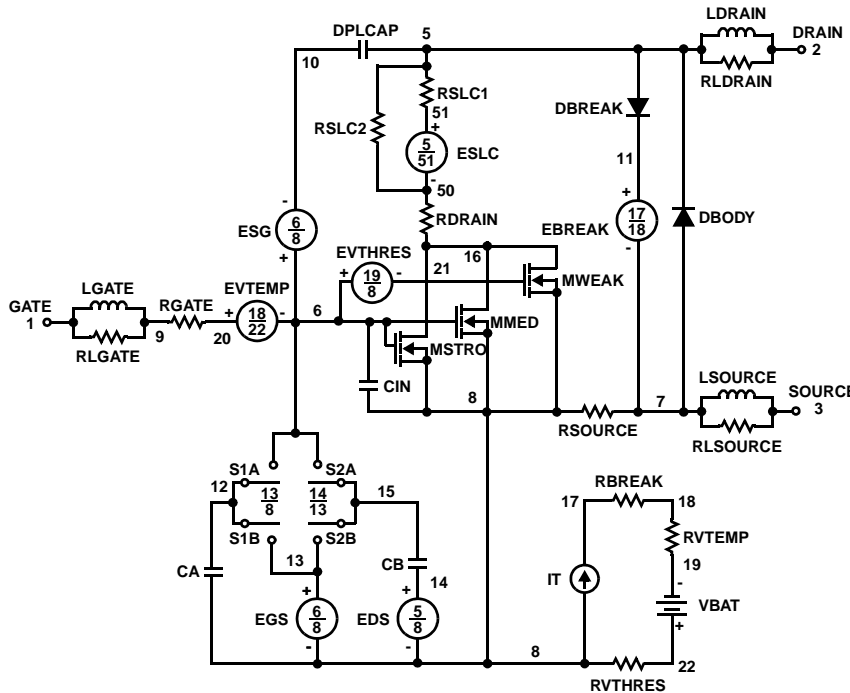 LDRAIN
DPLCAP 5 DRAIN
10 2
RLDRAIN
RSLC1
51
DBREAK
RSLC2
+
5
51
ESLC
-
50
11
-
6
8
ESG
+
RDRAIN
+
17
18
EBREAK
-
DBODY
EVTHRES
16
+ 19
8
- 21
MWEAK
LGATE
GATE
1
RLGATE
9
RGATE
20
EVTEMP
+ 18
22
-
6
MMED
MSTRO
CIN
8
RSOURCE
7
LSOURCE
SOURCE
3
RLSOURCE
S1A S2A
12
13
8
14
13
15
S1B S2B
13
CA
CB
14
+
EGS 6
8
-
+
EDS 5
8
-
8
RBREAK
17 18
RVTEMP
19
IT
-
VBAT
+
22
RVTHRES